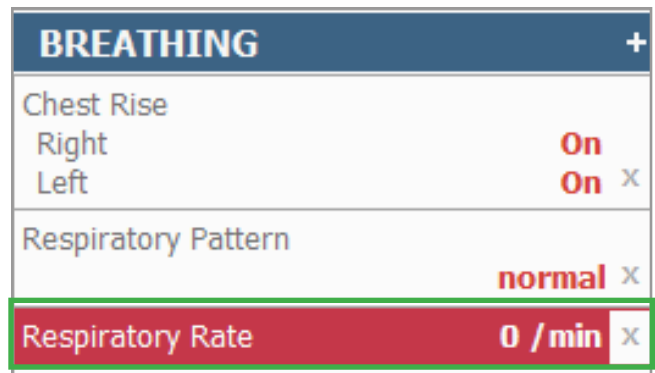 BREATHING +
Chest Rise
Right On
Left On x
Respiratory Pattern
normal x
Respiratory Rate 0 /min x